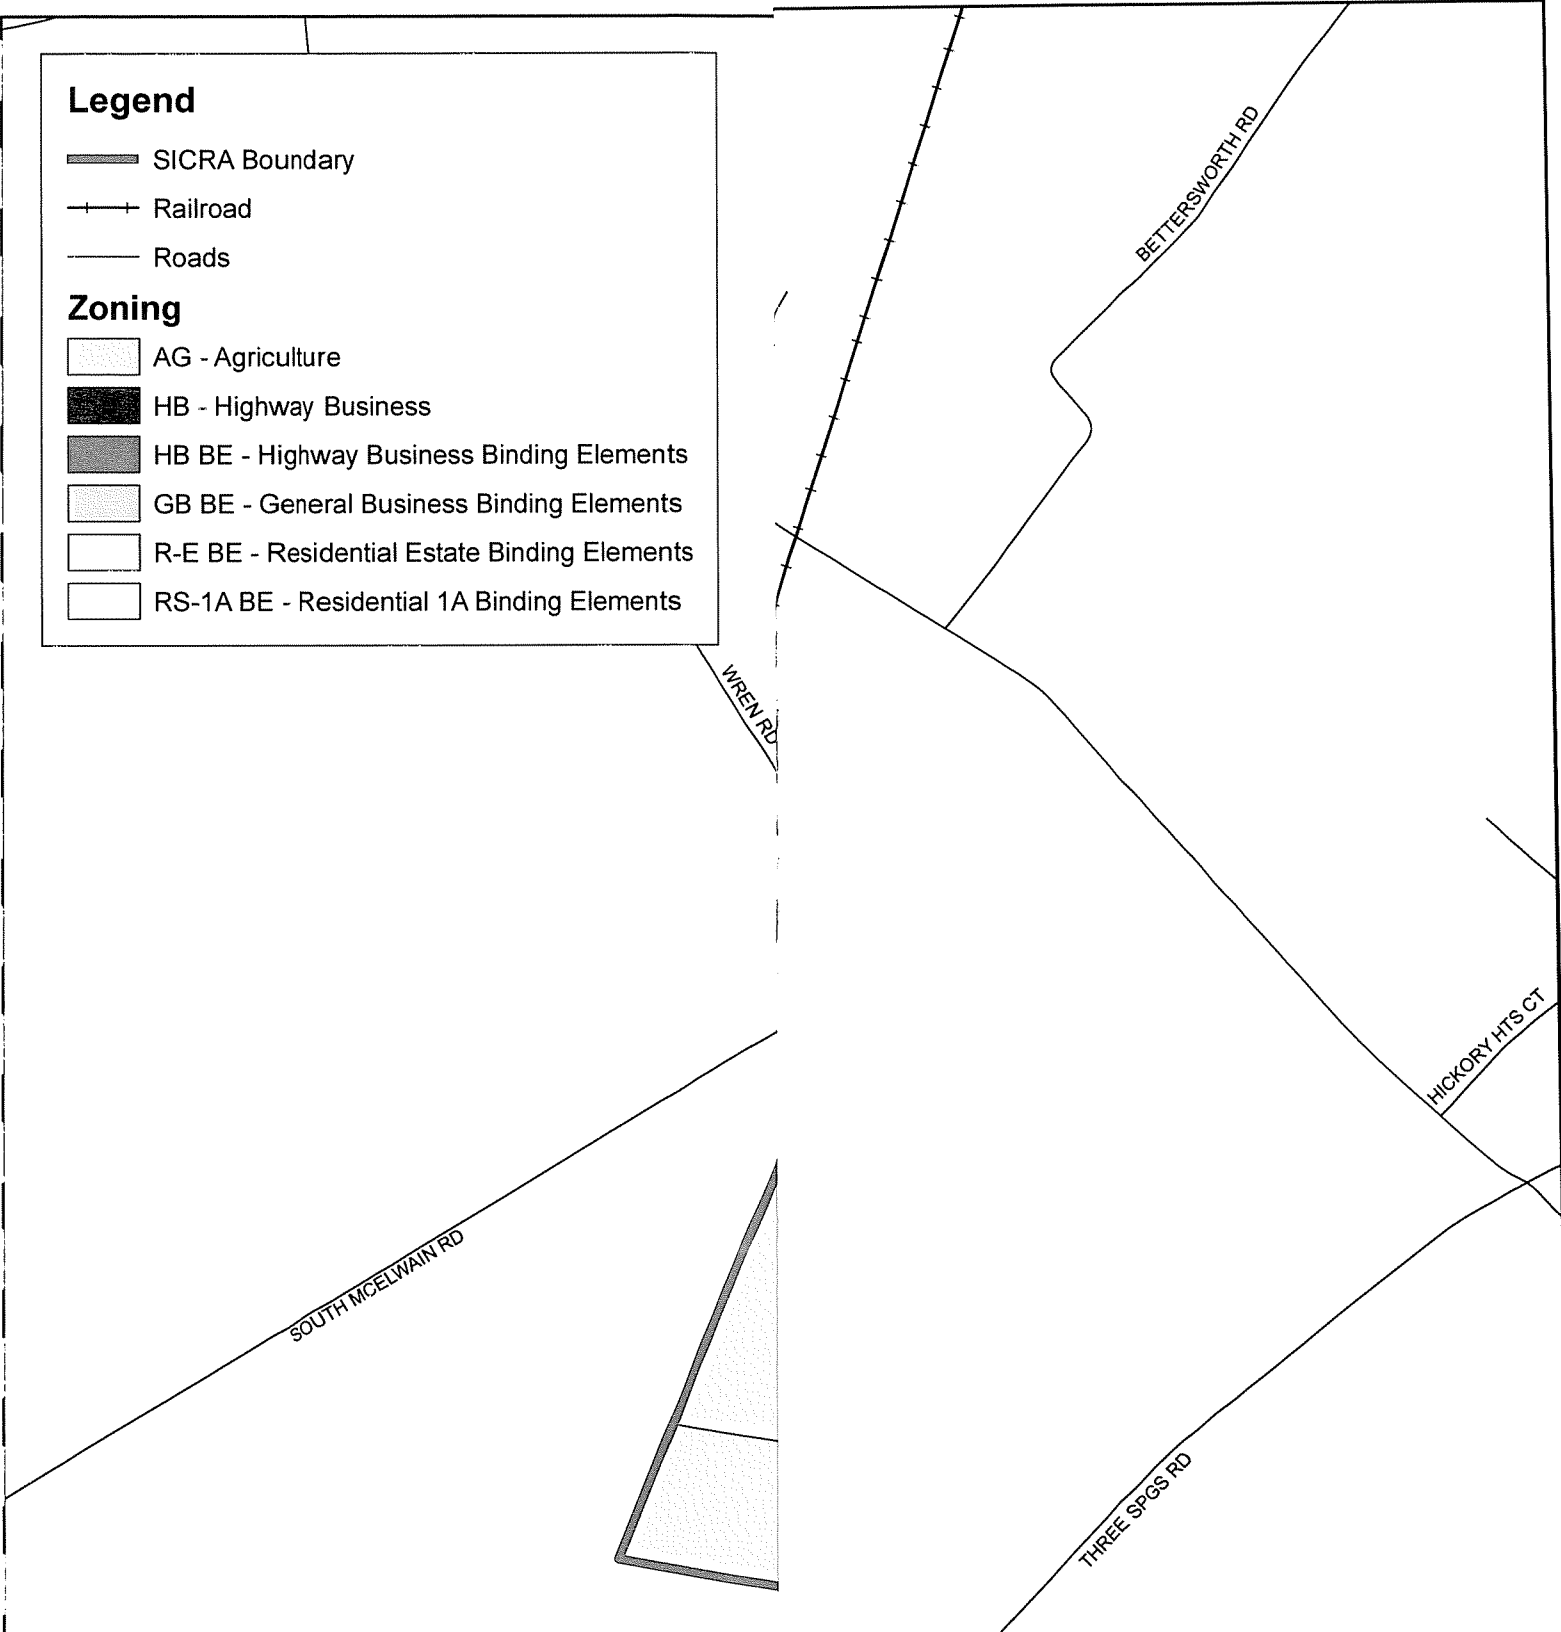 Legend
SICRA Boundary
Railroad
Roads
Zoning
AG - Agriculture
HB - Highway Business
HB BE - Highway Business Binding Elements
GB BE - General Business Binding Elements
R-E BE - Residential Estate Binding Elements
RS-1A BE - Residential 1A Binding Elements
BETTERSWORTH RD
WREN RD
HICKORY HTS CT
SOUTH MCELWAIN RD
THREE SPGS RD